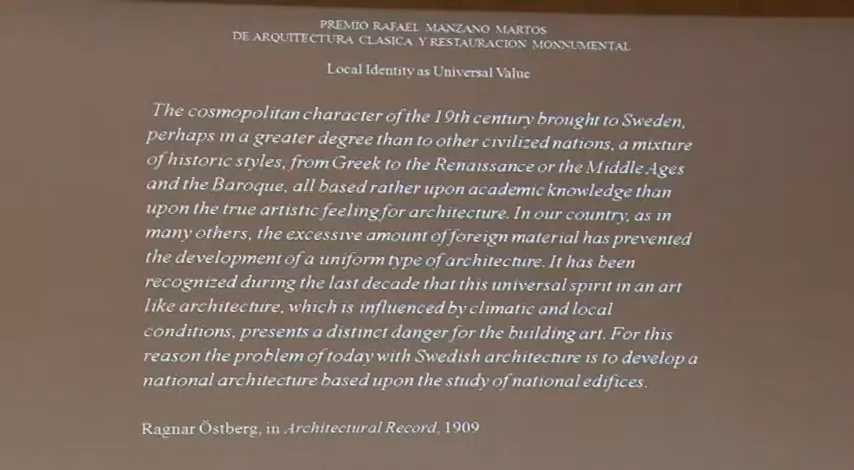 PREMIO RAFAEL MANZANO MARTOS
DE ARQUITECTURA CLASICA Y RESTAURACION MONNUMENTAL
Local Identity as Universal Value
The cosmopolitan character of the 19th century brought to Sweden,
perhaps in a greater degree than to other civilized nations, a mixture
of historic styles, from Greek to the Renaissance or the Middle Ages
and the Baroque, all based rather upon academic knowledge than
upon the true artistic feeling for architecture. In our country, as in
many others, the excessive amount of foreign material has prevented
the development of a uniform type of architecture. It has been
recognized during the last decade that this universal spirit in an art
like architecture, which is influenced by climatic and local
conditions, presents a distinct danger for the building art. For this
reason the problem of today with Swedish architecture is to develop a
national architecture based upon the study of national edifices.
Ragnar Östberg, in Architectural Record, 1909